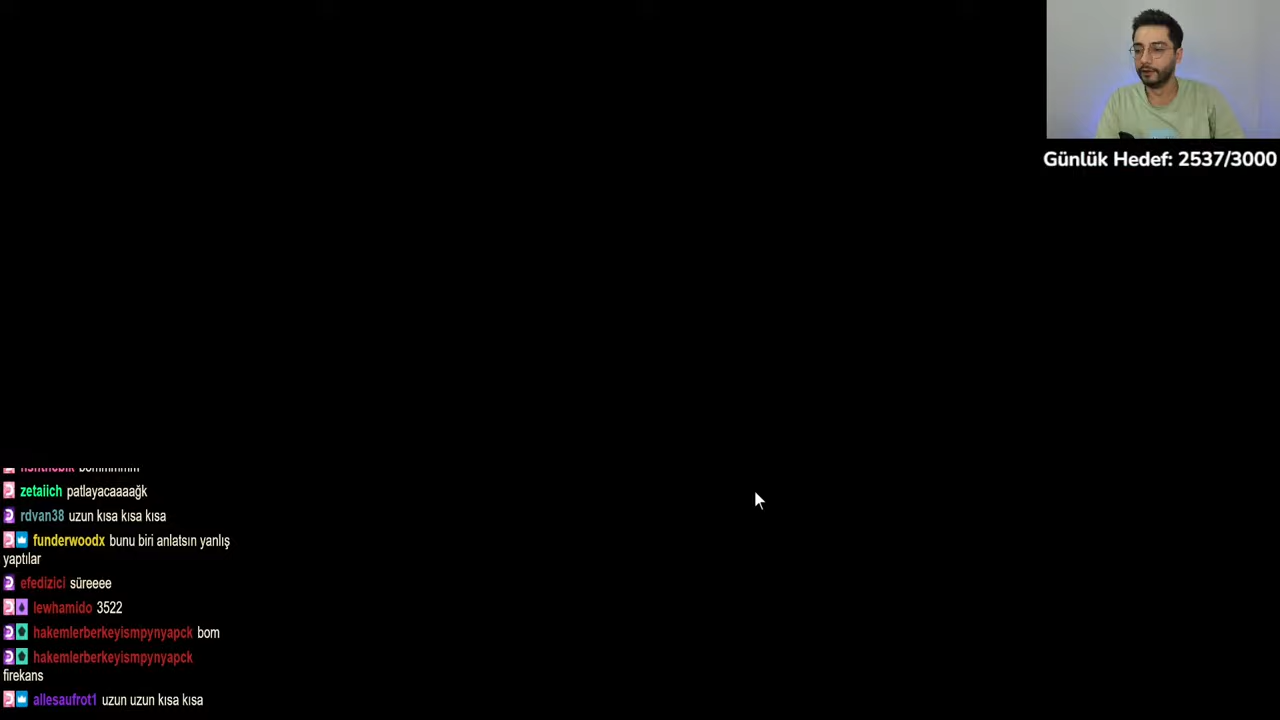 Günlük Hedef: 2537/3000
zetaiich patlayacaaaağk
rdvan38 uzun kısa kısa kısa
funderwoodx bunu biri anlatsın yanlış
yaptılar
efedizici süreeee
lewhamido 3522
hakemlerberkeyismpynyapck bom
hakemlerberkeyismpynyapck
firekans
allesaufrot1 uzun uzun kısa kısa